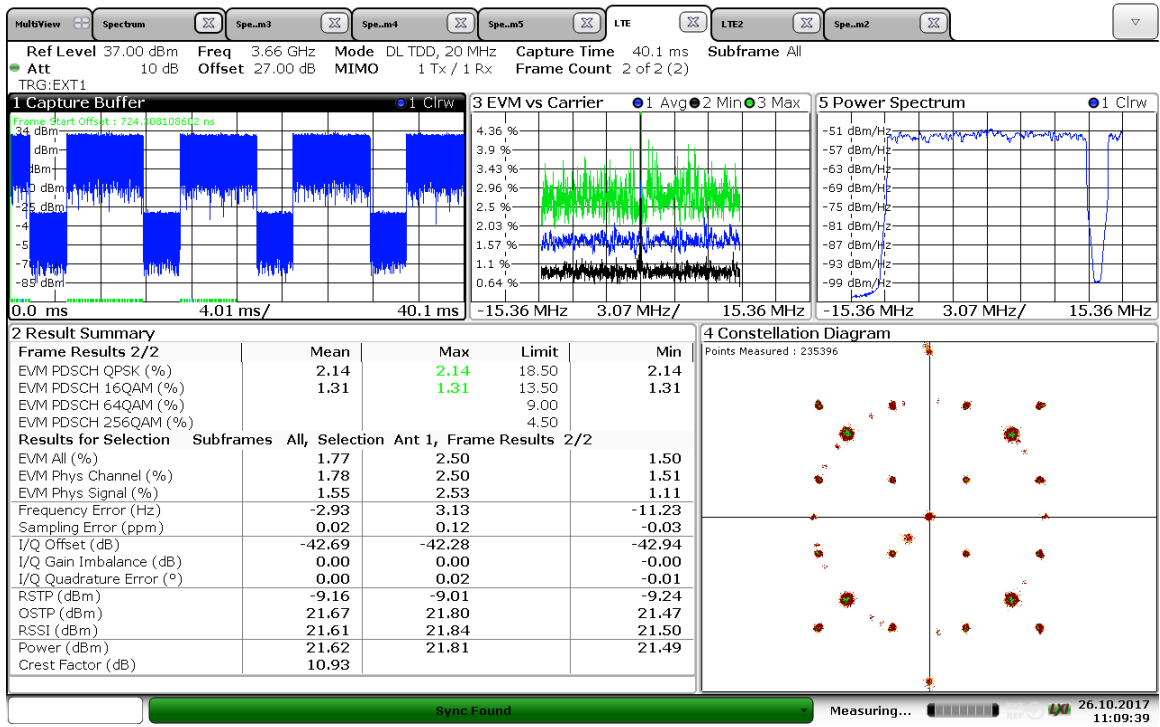 MultiView Spectrum Spe..m3 Spe..m4 Spe..m5 LTE LTE2 Spe..m2
Ref Level 37.00 dBm Freq 3.66 GHz Mode DL TDD, 20 MHz Capture Time 40.1 ms Subframe All
Att 10 dB Offset 27.00 dB MIMO 1 Tx / 1 Rx Frame Count 2 of 2 (2)
TRG:EXT1
1 Capture Buffer 1 Clrw
Frame Start Offset : 724.308108602 ns
34 dBm
dBm
dBm
dBm
-25 dBm
-85 dBm
0.0 ms 4.01 ms/ 40.1 ms
3 EVM vs Carrier 1 Avg 2 Min 3 Max
4.36 %
3.9 %
3.43 %
2.96 %
2.5 %
2.03 %
1.57 %
1.1 %
0.64 %
-15.36 MHz 3.07 MHz/ 15.36 MHz
5 Power Spectrum 1 Clrw
-51 dBm/Hz
-57 dBm/Hz
-63 dBm/Hz
-69 dBm/Hz
-75 dBm/Hz
-81 dBm/Hz
-87 dBm/Hz
-93 dBm/Hz
-99 dBm/Hz
-15.36 MHz 3.07 MHz/ 15.36 MHz
2 Result Summary
Frame Results 2/2 Mean Max Limit Min
EVM PDSCH QPSK (%) 2.14 2.14 18.50 2.14
EVM PDSCH 16QAM (%) 1.31 1.31 13.50 1.31
EVM PDSCH 64QAM (%) 9.00
EVM PDSCH 256QAM (%) 4.50
Results for Selection Subframes All, Selection Ant 1, Frame Results 2/2
EVM All (%) 1.77 2.50 1.50
EVM Phys Channel (%) 1.78 2.50 1.51
EVM Phys Signal (%) 1.55 2.53 1.11
Frequency Error (Hz) -2.93 3.13 -11.23
Sampling Error (ppm) 0.02 0.12 -0.03
I/Q Offset (dB) -42.69 -42.28 -42.94
I/Q Gain Imbalance (dB) 0.00 0.00 -0.00
I/Q Quadrature Error (°) 0.00 0.02 -0.01
RSTP (dBm) -9.16 -9.01 -9.24
OSTP (dBm) 21.67 21.80 21.47
RSSI (dBm) 21.61 21.84 21.50
Power (dBm) 21.62 21.81 21.49
Crest Factor (dB) 10.93
4 Constellation Diagram
Points Measured : 235396
Sync Found
Measuring...
LXI
26.10.2017
11:09:39